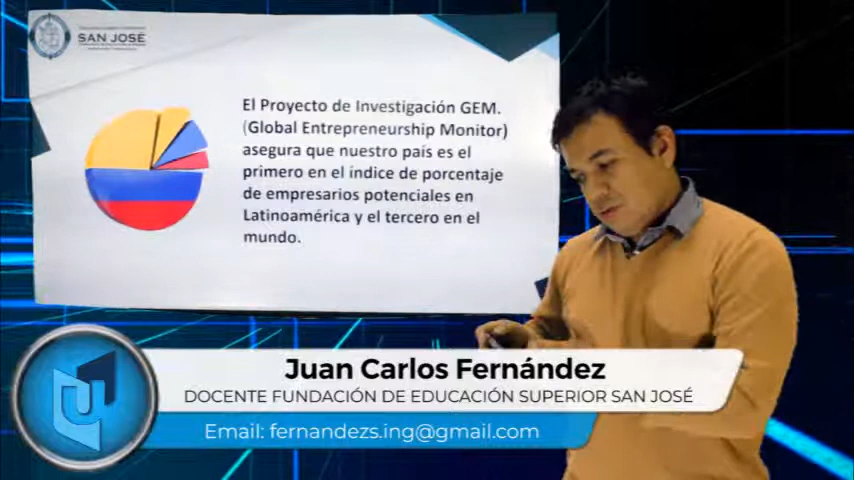 SAN JOSÉ
El Proyecto de Investigación GEM.
(Global Entrepreneurship Monitor)
asegura que nuestro país es el
primero en el índice de porcentaje
de empresarios potenciales en
Latinoamérica y el tercero en el
mundo.
Juan Carlos Fernández
DOCENTE FUNDACIÓN DE EDUCACIÓN SUPERIOR SAN JOSÉ
Email: fernandezs.ing@gmail.com